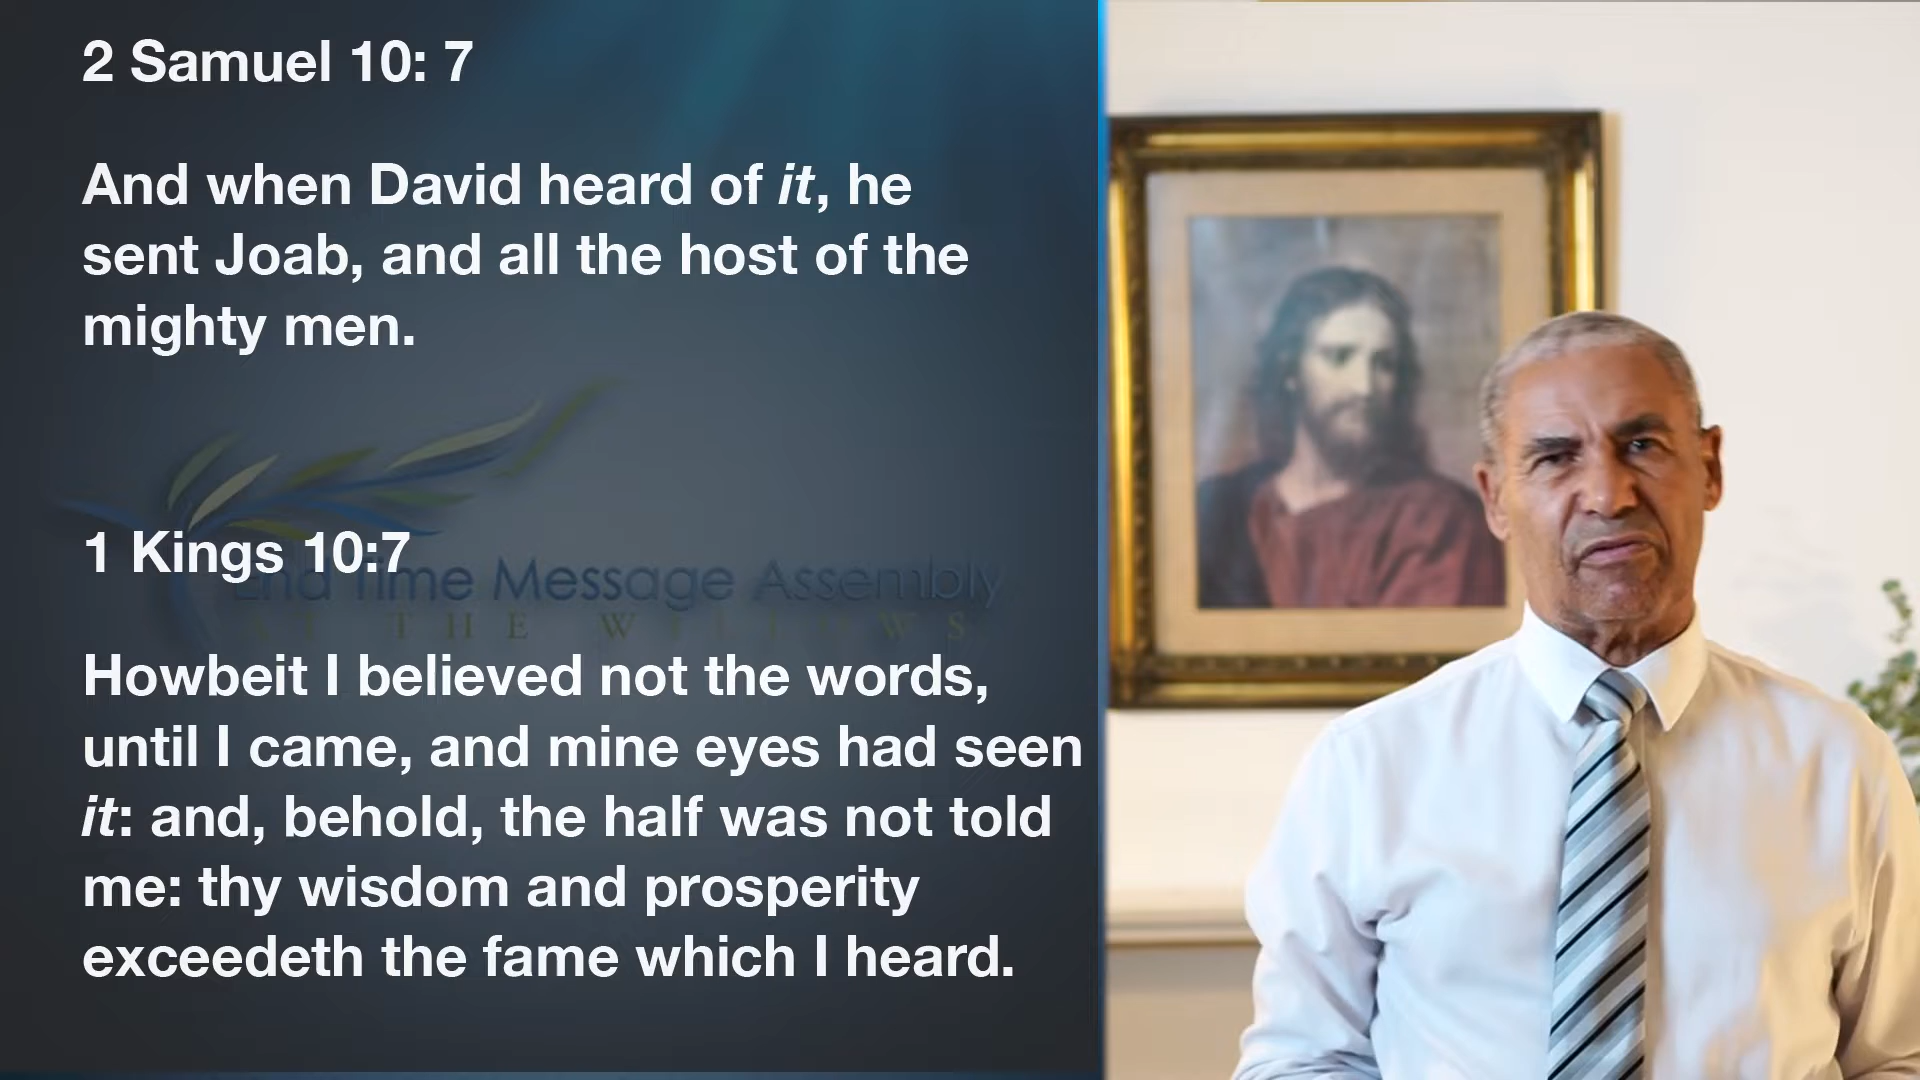 2 Samuel 10: 7
And when David heard of it, he
sent Joab, and all the host of the
mighty men.
1 Kings 10:7
End Time Message Assembly
AT THE WILLOWS
Howbeit I believed not the words,
until I came, and mine eyes had seen
it: and, behold, the half was not told
me: thy wisdom and prosperity
exceedeth the fame which I heard.